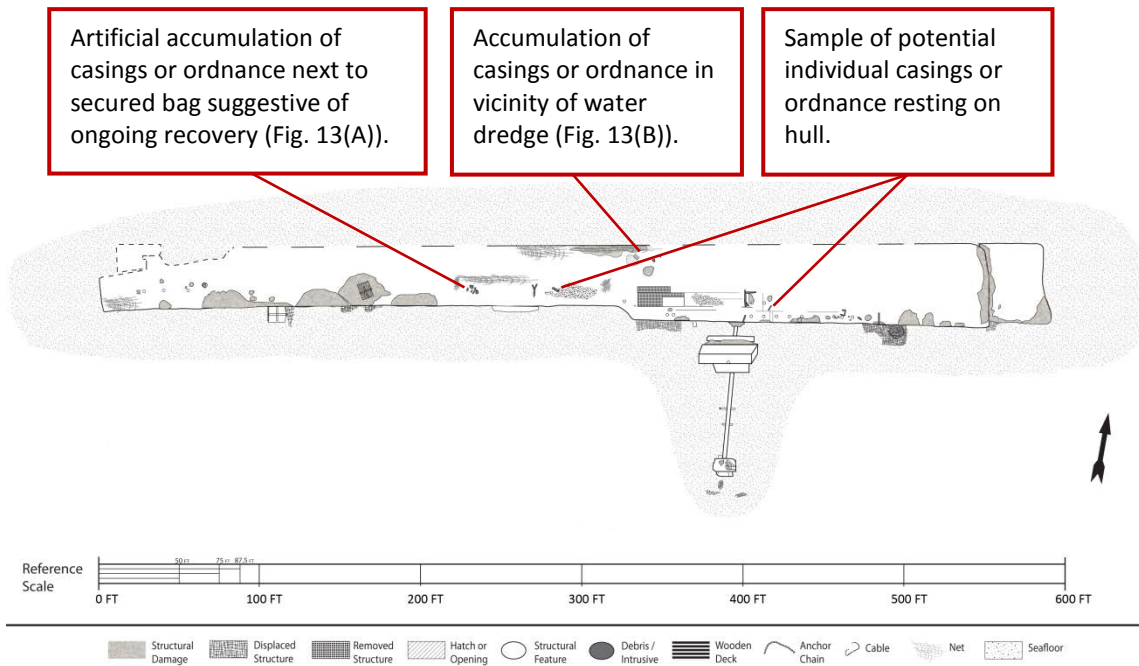 Artificial accumulation of
casings or ordnance next to
secured bag suggestive of
ongoing recovery (Fig. 13(A)).
Accumulation of
casings or ordnance in
vicinity of water
dredge (Fig. 13(B)).
Sample of potential
individual casings or
ordnance resting on
hull.
Reference
Scale
50 FT 75 FT 87.5 FT
0 FT 100 FT 200 FT 300 FT 400 FT 500 FT 600 FT
Structural
Damage
Displaced
Structure
Removed
Structure
Hatch or
Opening
Structural
Feature
Debris /
Intrusive
Wooden
Deck
Anchor
Chain
Cable
Net
Seafloor